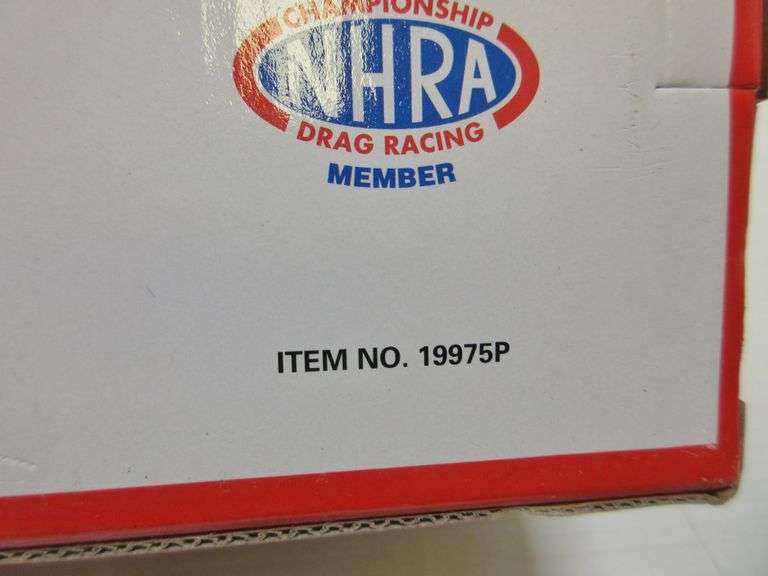 CHAMPIONSHIP
NHRA
DRAG RACING
MEMBER
ITEM NO. 19975P